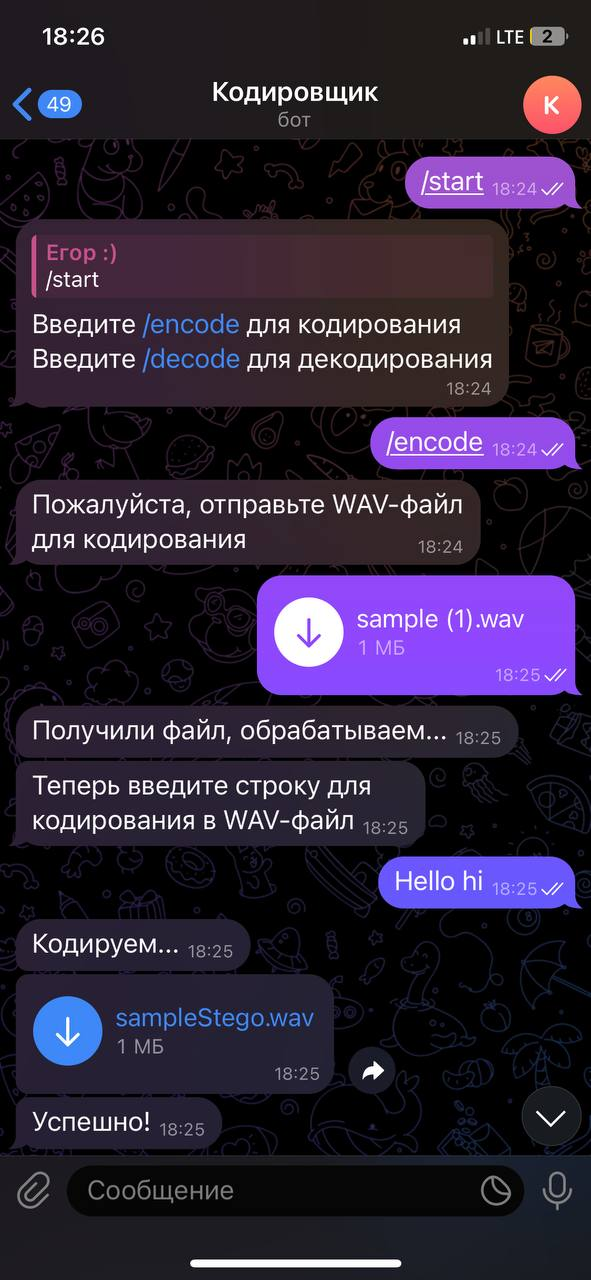 18:26
LTE 2
49
Кодировщик
бот
K
/start 18:24
Егор :)
/start
Введите /encode для кодирования
Введите /decode для декодирования
18:24
/encode 18:24
Пожалуйста, отправьте WAV-файл
для кодирования 18:24
sample (1).wav
1 МБ
18:25
Получили файл, обрабатываем... 18:25
Теперь введите строку для
кодирования в WAV-файл 18:25
Hello hi 18:25
Кодируем... 18:25
sampleStego.wav
1 МБ
18:25
Успешно! 18:25
Сообщение